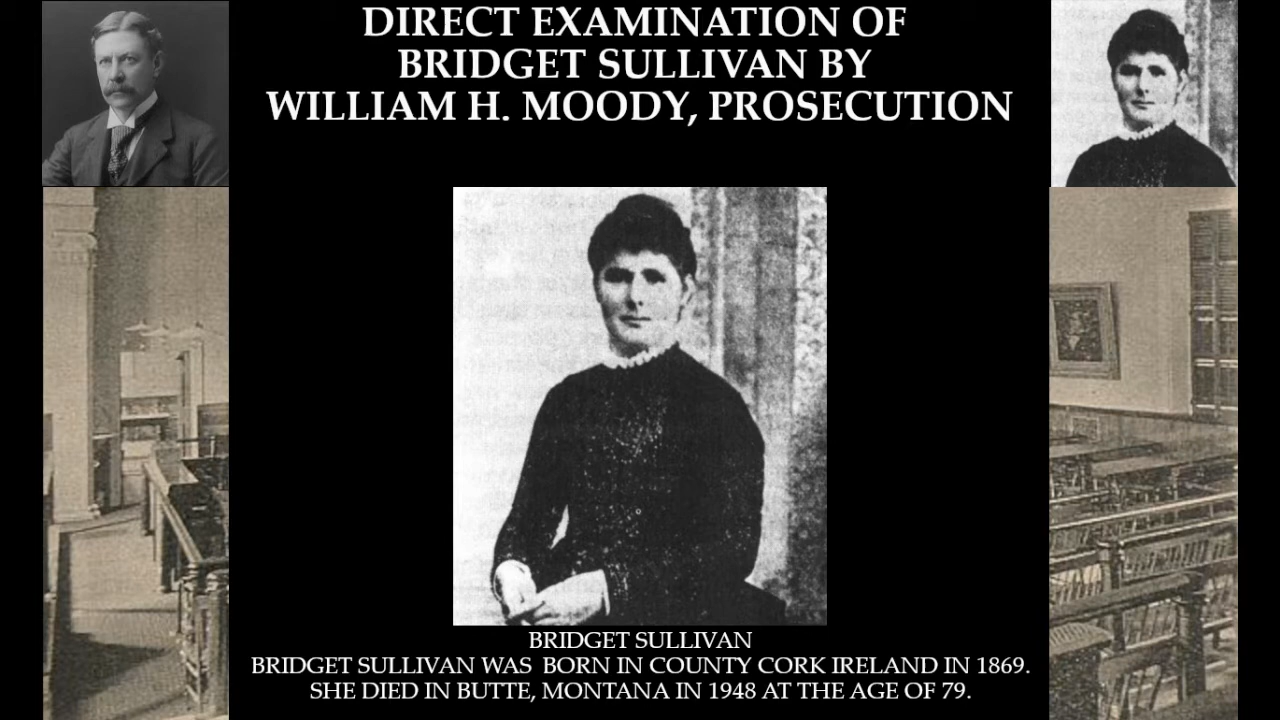 DIRECT EXAMINATION OF
BRIDGET SULLIVAN BY
WILLIAM H. MOODY, PROSECUTION
BRIDGET SULLIVAN
BRIDGET SULLIVAN WAS BORN IN COUNTY CORK IRELAND IN 1869.
SHE DIED IN BUTTE, MONTANA IN 1948 AT THE AGE OF 79.